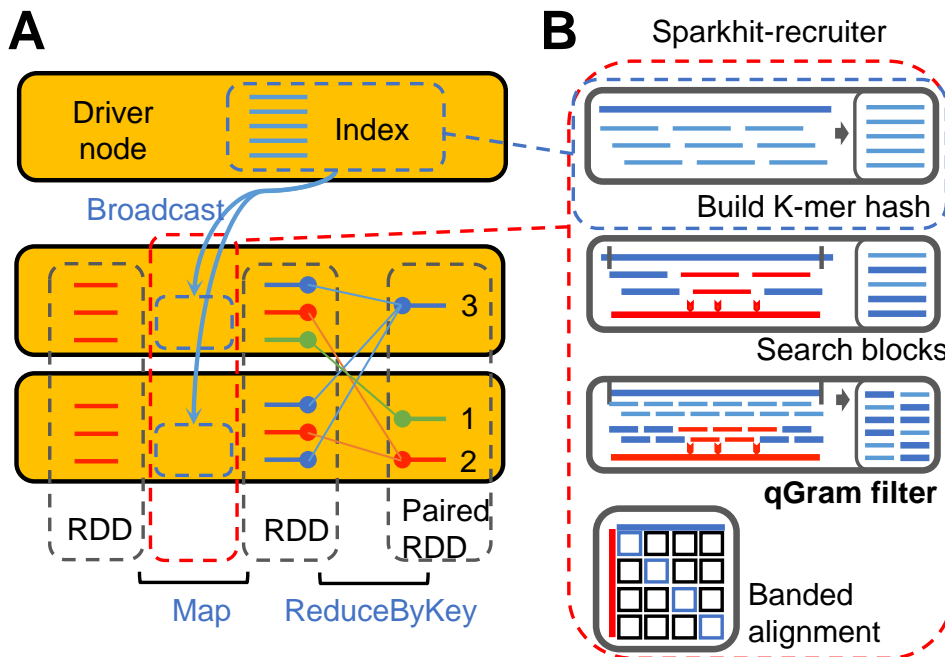 A
Driver
node
Index
Broadcast
3
1
2
RDD
RDD
Paired
RDD
Map
ReduceByKey
B
Sparkhit-recruiter
Build K-mer hash
Search blocks
qGram filter
Banded
alignment